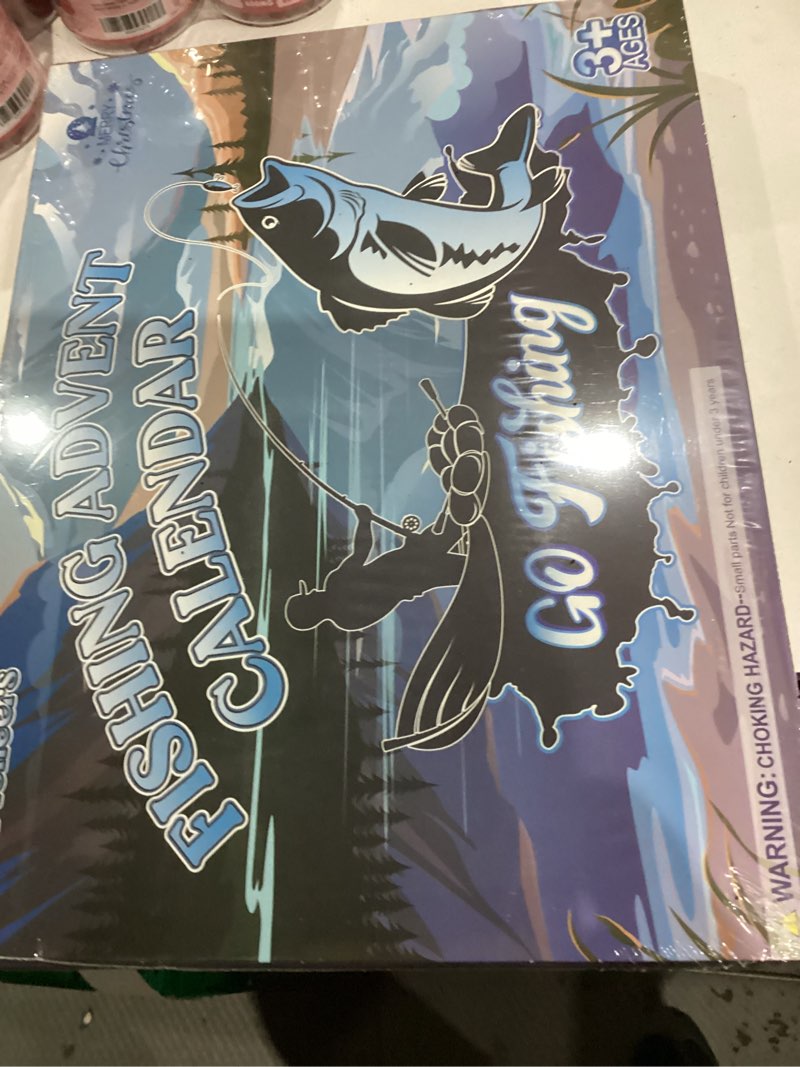 MERRY
Christmas
FISHING ADVENT
CALENDAR
GO Fishing
3+
AGES
WARNING: CHOKING HAZARD--Small parts Not for children under 3 years